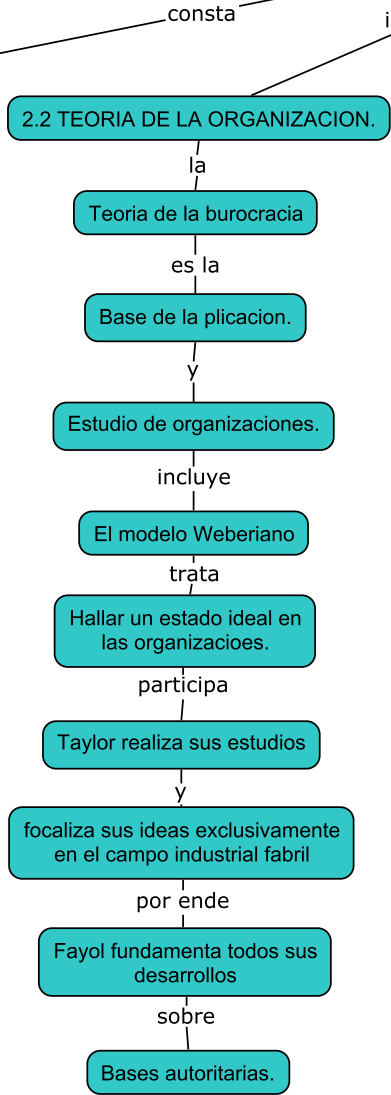 consta
i
2.2 TEORIA DE LA ORGANIZACION.
la
Teoria de la burocracia
es la
Base de la plicacion.
y
Estudio de organizaciones.
incluye
El modelo Weberiano
trata
Hallar un estado ideal en
las organizacioes.
participa
Taylor realiza sus estudios
y
focaliza sus ideas exclusivamente
en el campo industrial fabril
por ende
Fayol fundamenta todos sus
desarrollos
sobre
Bases autoritarias.